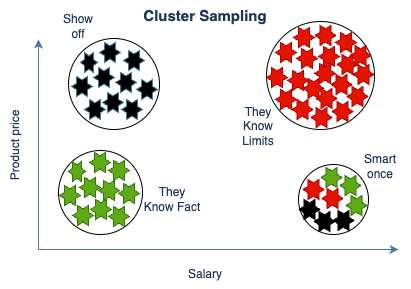 Cluster Sampling
Show
off
They
Know
Limits
Smart
once
They
Know Fact
Product price
Salary